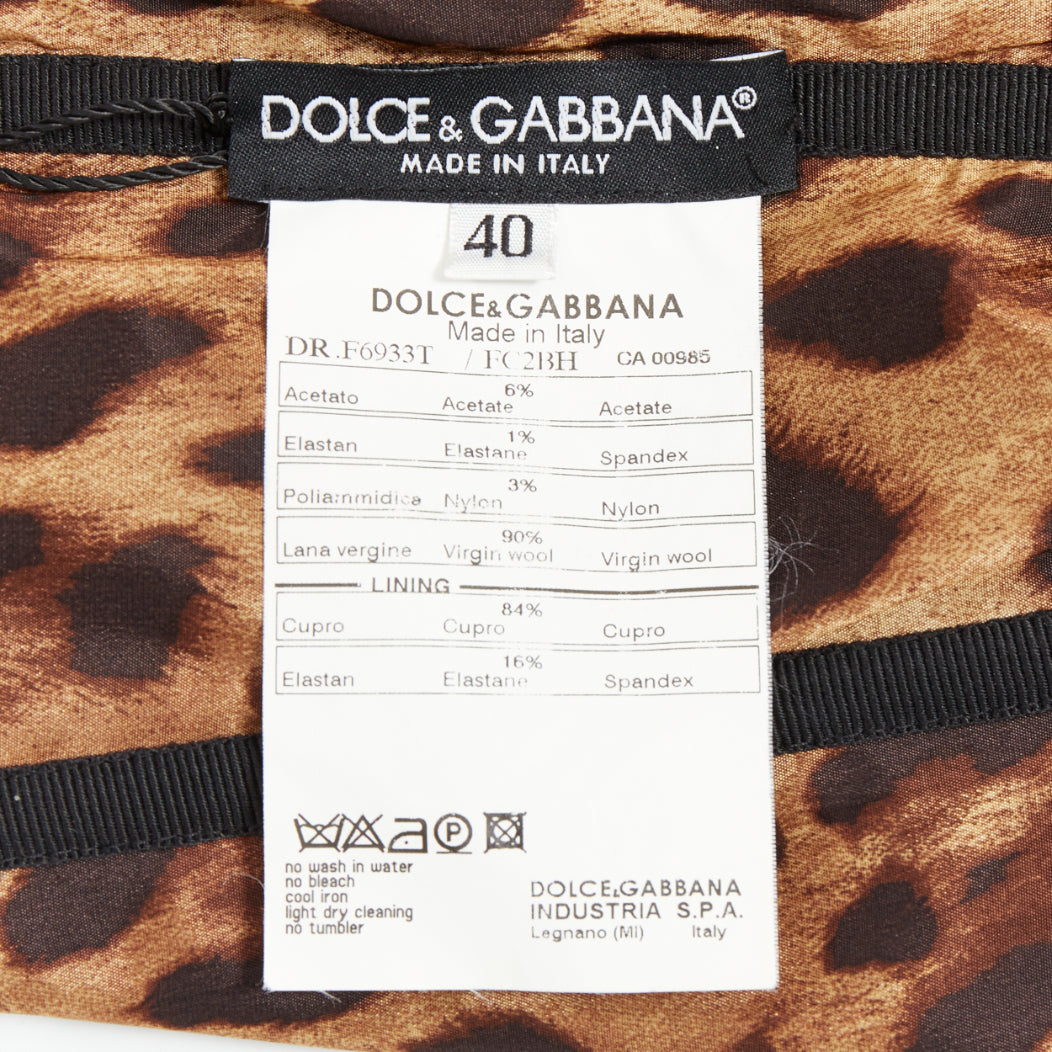 DOLCE & GABBANA®
MADE IN ITALY
40
DOLCE&GABBANA
Made in Italy
DR.F6933T / FC2BH CA 00985
6%
Acetato Acetate Acetate
1%
Elastan Elastane Spandex
3%
Poliammidica Nylon Nylon
90%
Lana vergine Virgin wool Virgin wool
LINING
84%
Cupro Cupro Cupro
16%
Elastan Elastane Spandex
P
no wash in water
no bleach
cool iron
light dry cleaning
no tumbler
DOLCE&GABBANA
INDUSTRIA S.P.A.
Legnano (MI) Italy